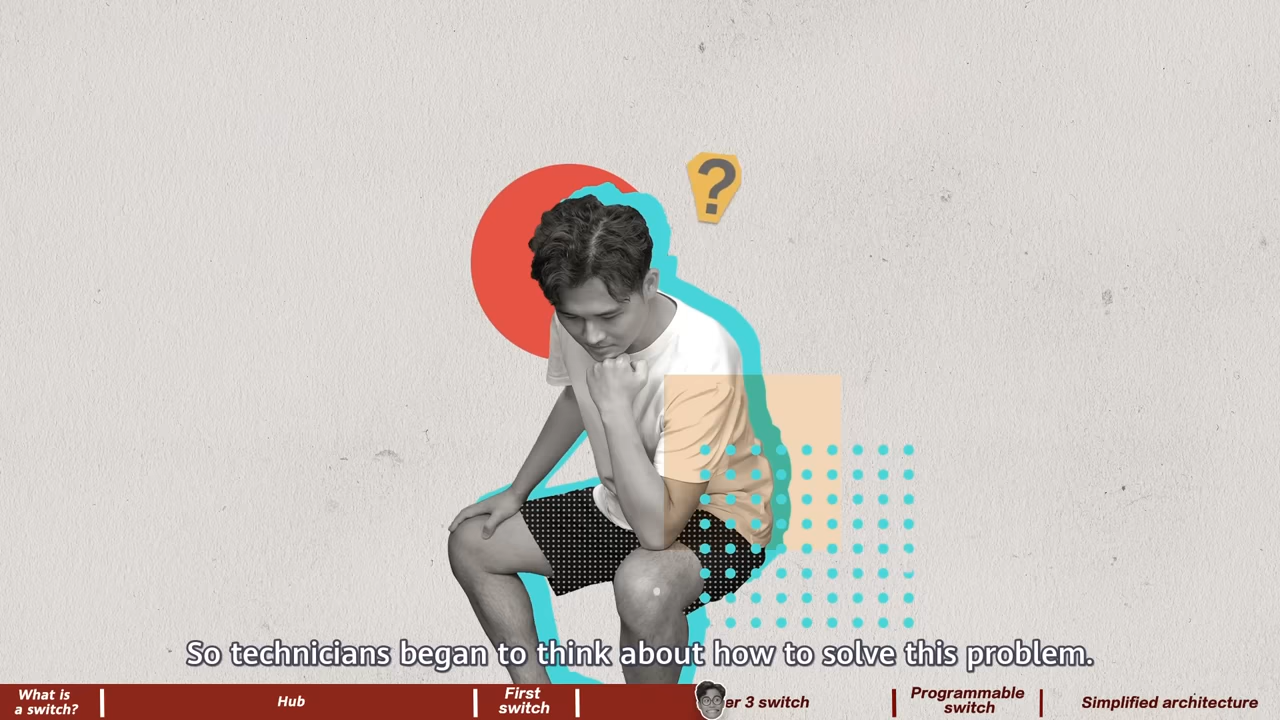 ?
So technicians began to think about how to solve this problem.
What is
a switch?
Hub
First
switch
er 3 switch
Programmable
switch
Simplified architecture